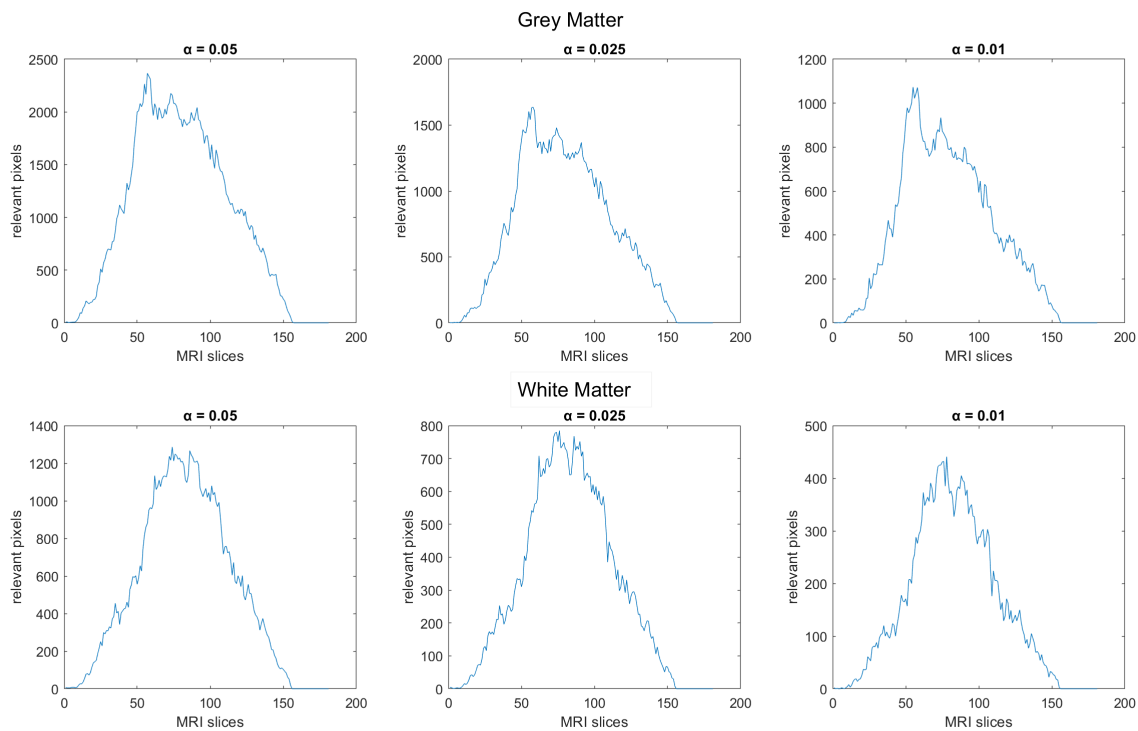 Grey Matter
α = 0.05
2500
2000
1500
1000
500
0
relevant pixels
0 50 100 150 200
MRI slices
α = 0.025
2000
1500
1000
500
0
relevant pixels
0 50 100 150 200
MRI slices
α = 0.01
1200
1000
800
600
400
200
0
relevant pixels
0 50 100 150 200
MRI slices
White Matter
α = 0.05
1400
1200
1000
800
600
400
200
0
relevant pixels
0 50 100 150 200
MRI slices
α = 0.025
800
700
600
500
400
300
200
100
0
relevant pixels
0 50 100 150 200
MRI slices
α = 0.01
500
400
300
200
100
0
relevant pixels
0 50 100 150 200
MRI slices